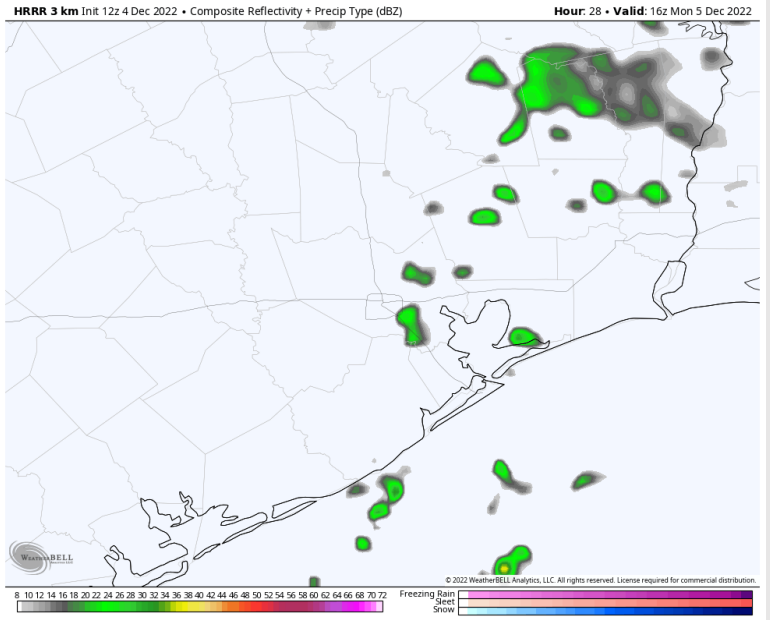 HRRR 3 km Init 12z 4 Dec 2022 • Composite Reflectivity + Precip Type (dBZ)
Hour: 28 • Valid: 16z Mon 5 Dec 2022
WEATHERBELL
© 2022 WeatherBELL Analytics, LLC. All rights reserved. License required for commercial distribution.
8 10 12 14 16 18 20 22 24 26 28 30 32 34 36 38 40 42 44 46 48 50 52 54 56 58 60 62 64 66 68 70 72
Freezing Rain
Sleet
Snow